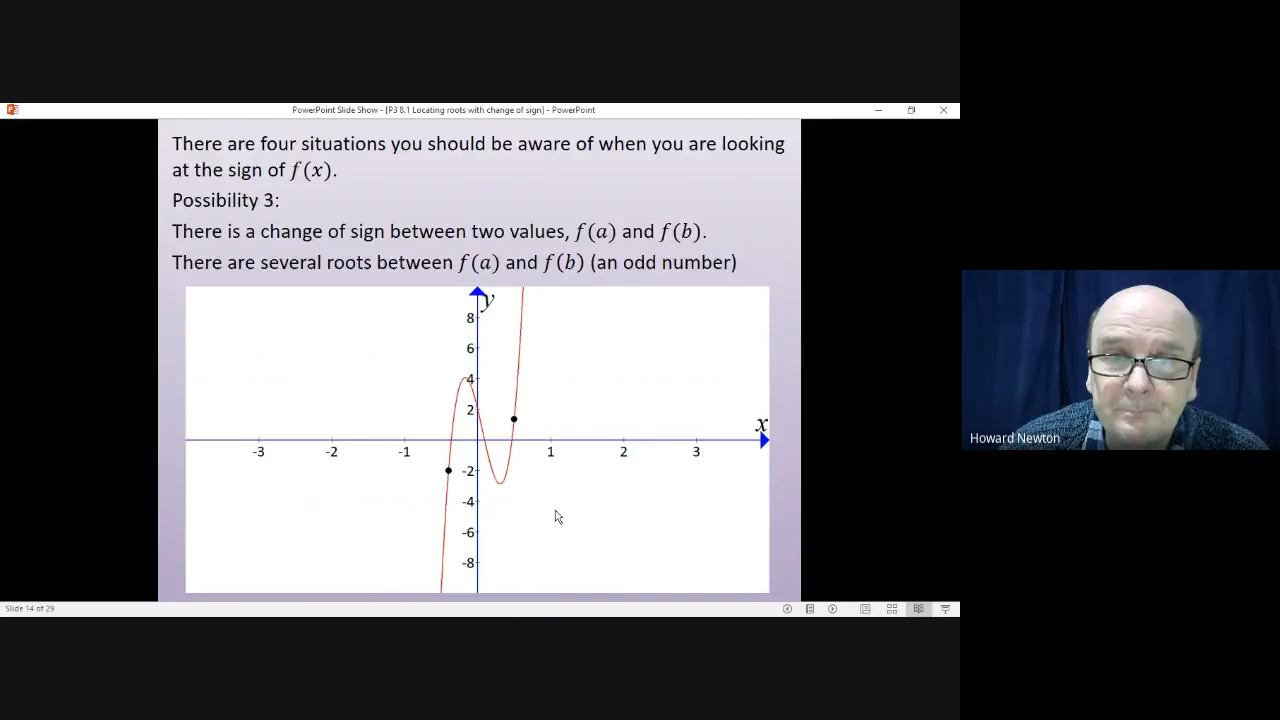 PowerPoint Slide Show - [P3 8.1 Locating roots with change of sign] - PowerPoint
There are four situations you should be aware of when you are looking
at the sign of f(x).
Possibility 3:
There is a change of sign between two values, f(a) and f(b).
There are several roots between f(a) and f(b) (an odd number)
y
8
6
4
2
x
-3 -2 -1 1 2 3
-2
-4
-6
-8
Howard Newton
Slide 14 of 29